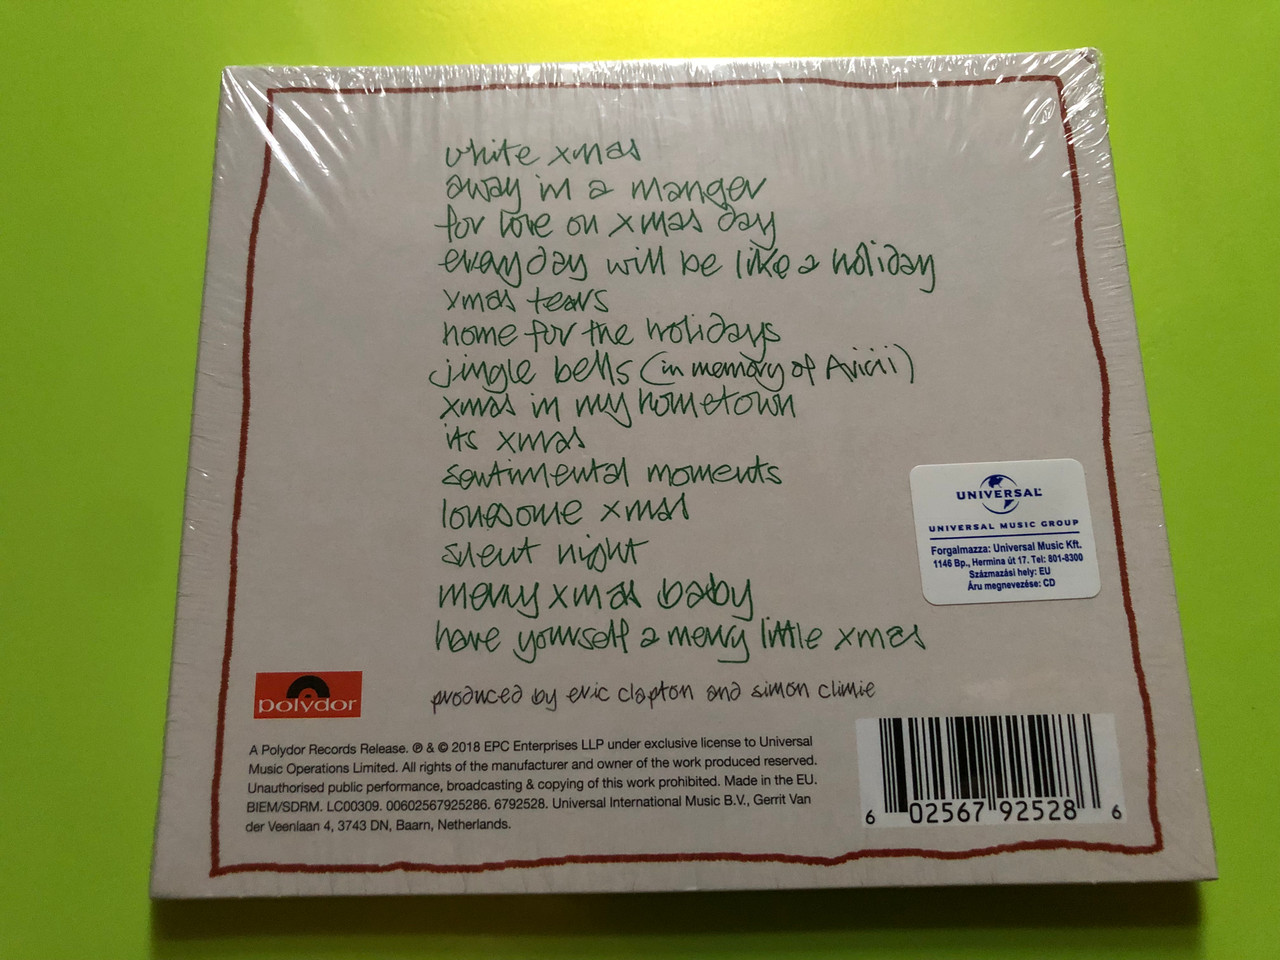 white xmas
away in a manger
for love on xmas day
everyday will be like a holiday
xmas tears
home for the holidays
jingle bells (in memory of Avicii)
xmas in my hometown
its xmas
sentimental moments
lonesome xmas
silent night
merry xmas baby
have yourself a merry little xmas
produced by eric clapton and simon climie
UNIVERSAL
UNIVERSAL MUSIC GROUP
Forgalmazza: Universal Music Kft.
1146 Bp., Hermina út 17. Tel: 801-8300
Százmazási hely: EU
Áru megnevezése: CD
polydor
A Polydor Records Release. ℗ & © 2018 EPC Enterprises LLP under exclusive license to Universal
Music Operations Limited. All rights of the manufacturer and owner of the work produced reserved.
Unauthorised public performance, broadcasting & copying of this work prohibited. Made in the EU.
BIEM/SDRM. LC00309. 00602567925286. 6792528. Universal International Music B.V., Gerrit Van
der Veenlaan 4, 3743 DN, Baarn, Netherlands.
6 02567 92528 6